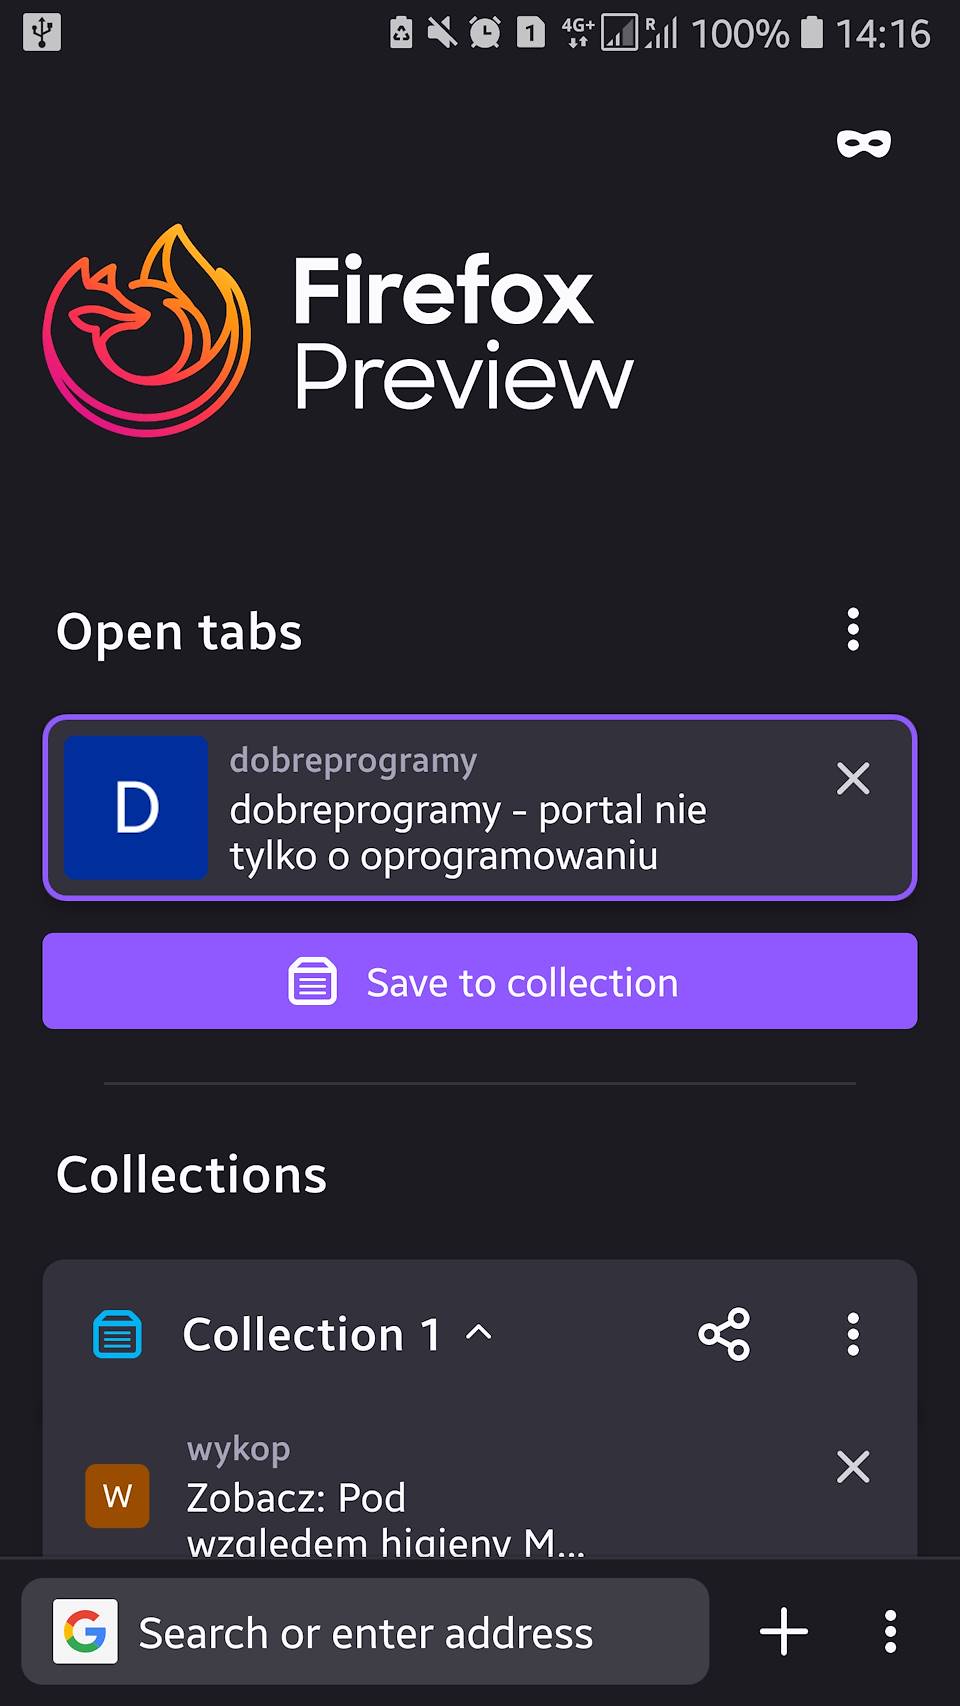 1 4G+ R 100% 14:16
Firefox
Preview
Open tabs
D
dobreprogramy
dobreprogramy - portal nie
tylko o oprogramowaniu
Save to collection
Collections
Collection 1
wykop
W
Zobacz: Pod
względem higieny M...
G
Search or enter address